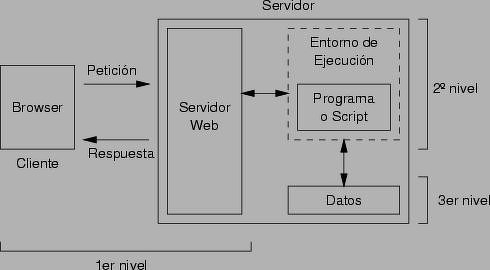 Servidor
Petición
Browser
Cliente
Respuesta
Servidor
Web
Entorno de
Ejecución
Programa
o Script
Datos
2º nivel
3er nivel
1er nivel